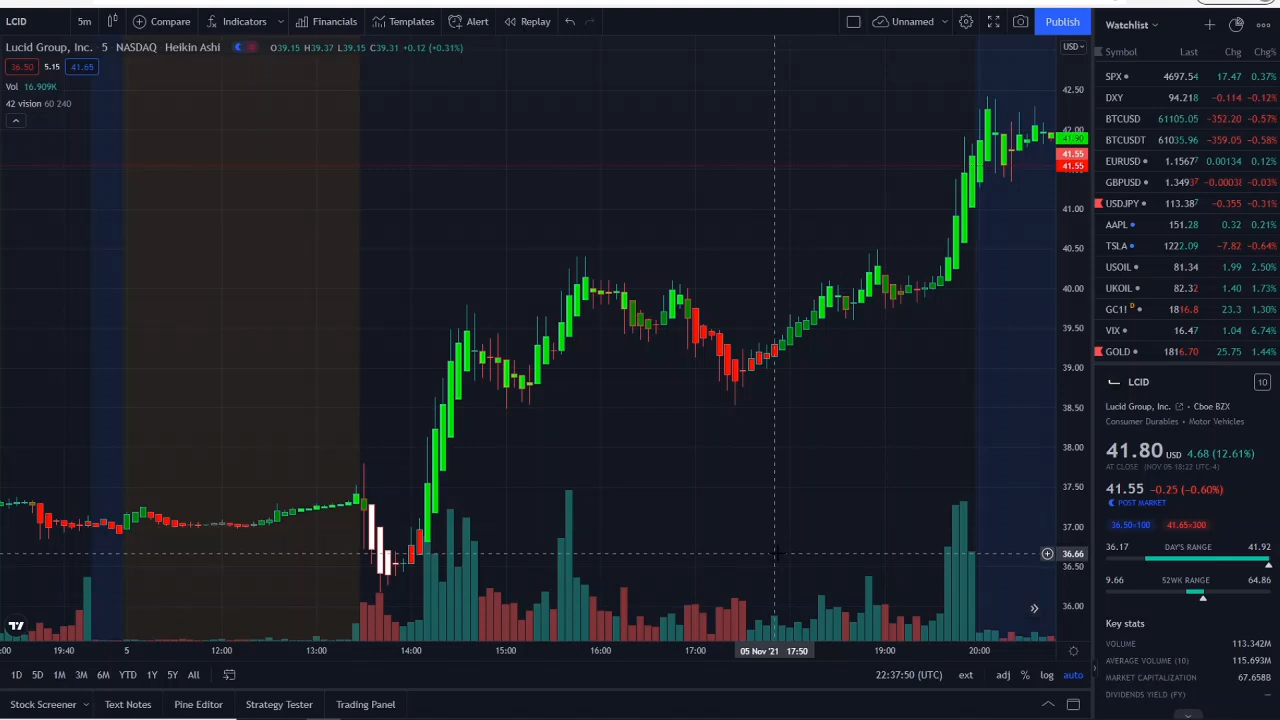 LCID 5m Compare Indicators Financials Templates Alert Replay Unnamed Publish
Lucid Group, Inc. 5 NASDAQ Heikin Ashi O39.15 H39.37 L39.15 C39.31 +0.12 (+0.31%)
36.50 5.15 41.65
Vol 16.909K
42 vision 60 240
USD
42.50
42.00
41.90
41.55
41.55
41.00
40.50
40.00
39.50
39.00
38.50
38.00
37.50
37.00
36.66
36.50
36.00
19:40 5 12:00 13:00 14:00 15:00 16:00 17:00 05 Nov '21 17:50 19:00 20:00
1D 5D 1M 3M 6M YTD 1Y 5Y All 22:37:50 (UTC) ext adj % log auto
Stock Screener Text Notes Pine Editor Strategy Tester Trading Panel
Watchlist
Symbol Last Chg Chg%
SPX 4697.54 17.47 0.37%
DXY 94.218 −0.114 −0.12%
BTCUSD 61105.05 −352.20 −0.57%
BTCUSDT 61035.96 −359.05 −0.58%
EURUSD 1.15677 0.00134 0.12%
GBPUSD 1.34937 −0.00038 −0.03%
USDJPY 113.387 −0.355 −0.31%
AAPL 151.28 0.32 0.21%
TSLA 1222.09 −7.82 −0.64%
USOIL 81.34 1.99 2.50%
UKOIL 82.32 1.40 1.73%
GC1! D 1816.8 23.3 1.30%
VIX 16.47 1.04 6.74%
GOLD 1816.70 25.75 1.44%
LCID 10
Lucid Group, Inc. • Cboe BZX
Consumer Durables • Motor Vehicles
41.80 USD 4.68 (12.61%)
AT CLOSE (NOV 05 18:22 UTC-4)
41.55 −0.25 (−0.60%)
POST MARKET
36.50×100 41.65×300
36.17 DAY'S RANGE 41.92
9.66 52WK RANGE 64.86
Key stats
VOLUME 113.342M
AVERAGE VOLUME (10) 115.693M
MARKET CAPITALIZATION 67.658B
DIVIDENDS YIELD (FY) —